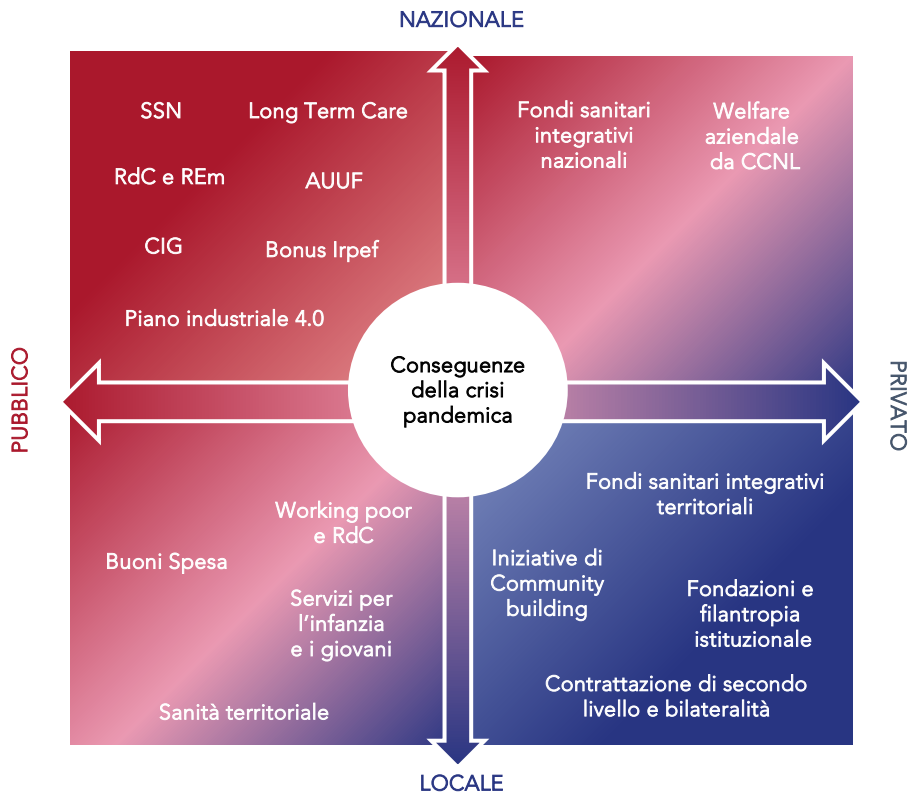 NAZIONALE
SSN
Long Term Care
RdC e REm
AUUF
CIG
Bonus Irpef
Piano industriale 4.0
Fondi sanitari
integrativi
nazionali
Welfare
aziendale
da CCNL
PUBBLICO
Conseguenze
della crisi
pandemica
PRIVATO
Working poor
e RdC
Buoni Spesa
Servizi per
l'infanzia
e i giovani
Sanità territoriale
Fondi sanitari integrativi
territoriali
Iniziative di
Community
building
Fondazioni e
filantropia
istituzionale
Contrattazione di secondo
livello e bilateralità
LOCALE